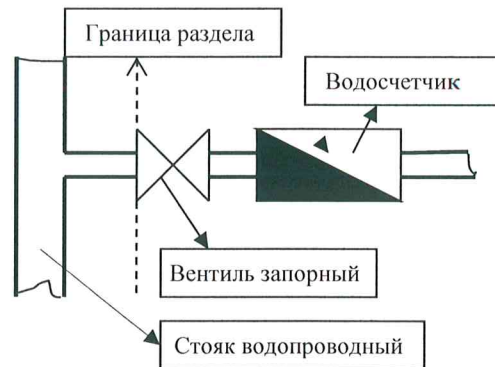 Граница раздела
Водосчетчик
Вентиль запорный
Стояк водопроводный